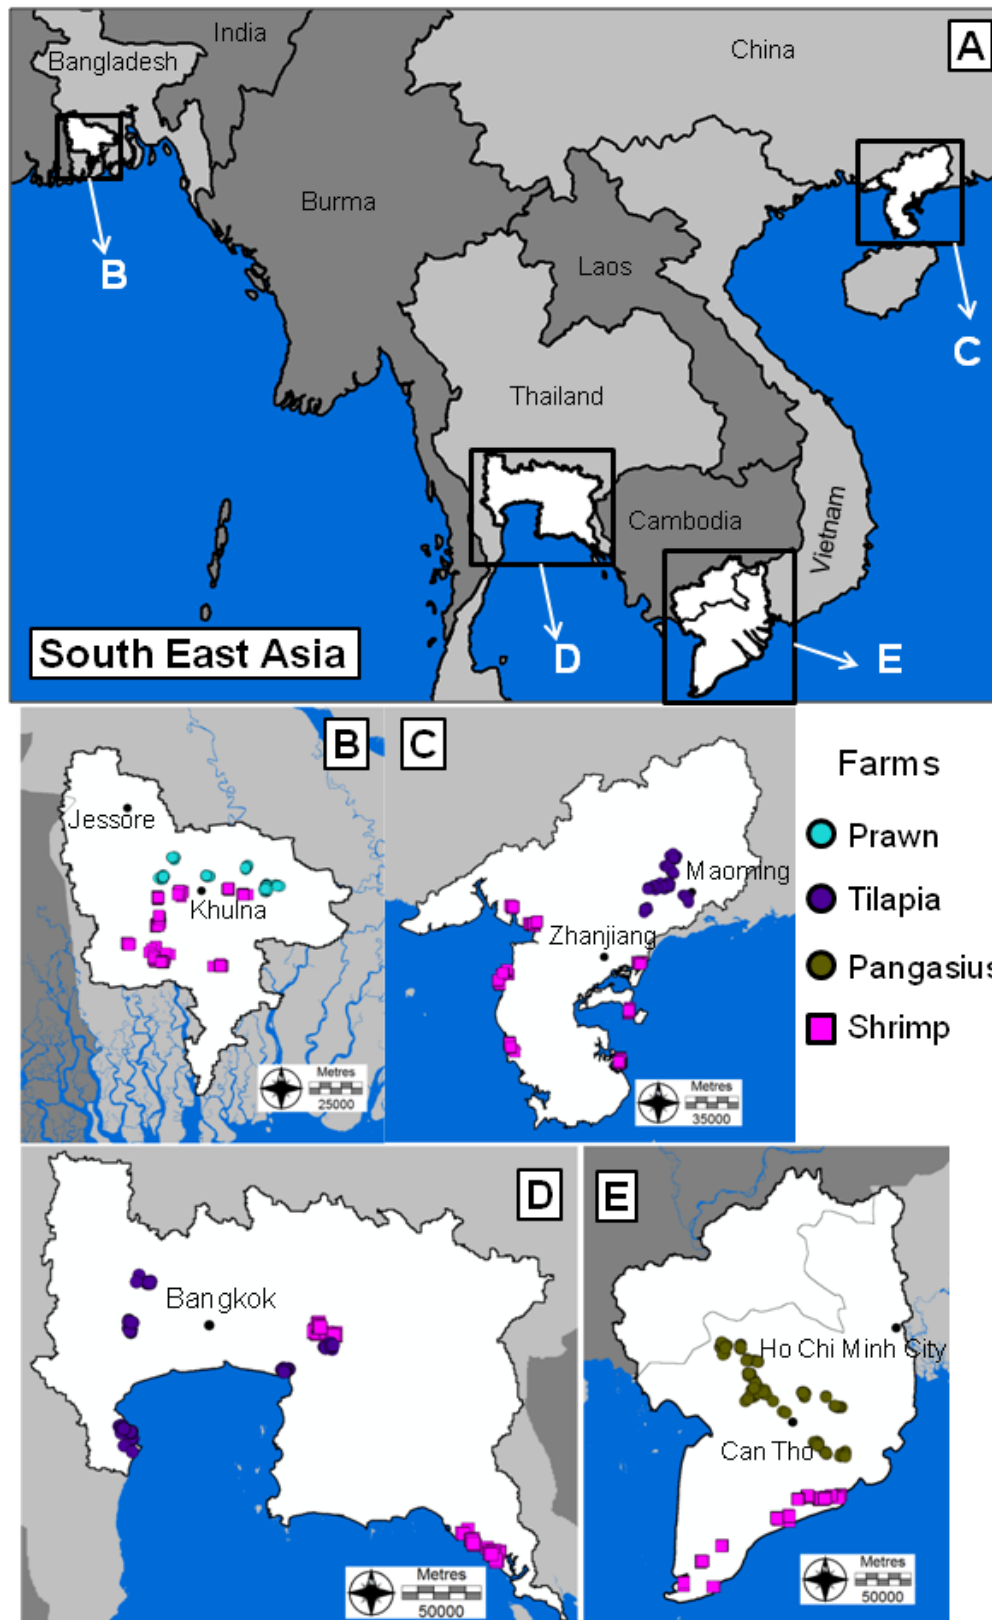 India
China
A
Bangladesh
Burma
B
Laos
C
Thailand
Cambodia
Vietnam
South East Asia
D
E
B
C
Farms
Jessore
Prawn
Maoming
Tilapia
Khulna
Zhanjiang
Pangasius
Shrimp
Metres
25000
Metres
35000
D
E
Bangkok
Ho Chi Minh City
Can Tho
Metres
50000
Metres
50000